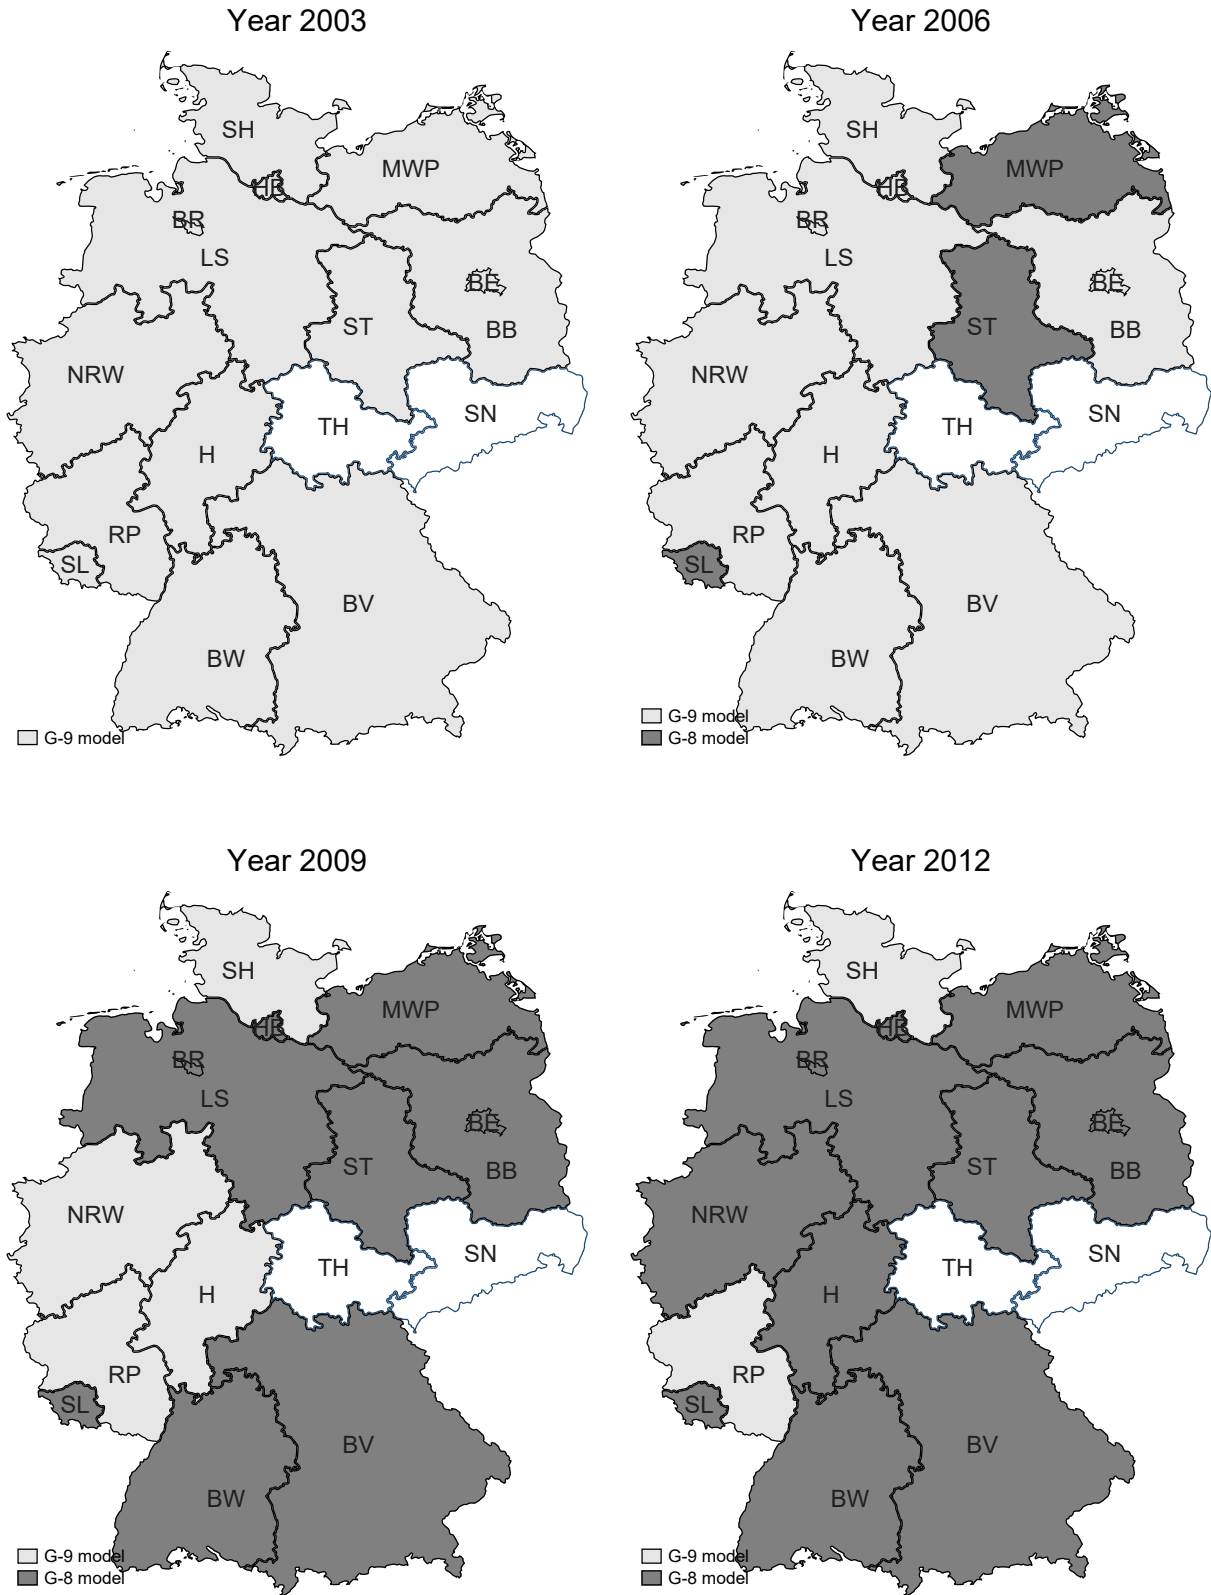 Year 2003
SH
MWP
HB
BR
LS
BE
ST
BB
NRW
SN
TH
H
RP
SL
BV
BW
G-9 model
Year 2006
SH
MWP
HB
BR
LS
BE
ST
BB
NRW
SN
TH
H
RP
SL
BV
BW
G-9 model
G-8 model
Year 2009
SH
MWP
HB
BR
LS
BE
ST
BB
NRW
SN
TH
H
RP
SL
BV
BW
G-9 model
G-8 model
Year 2012
SH
MWP
HB
BR
LS
BE
ST
BB
NRW
SN
TH
H
RP
SL
BV
BW
G-9 model
G-8 model